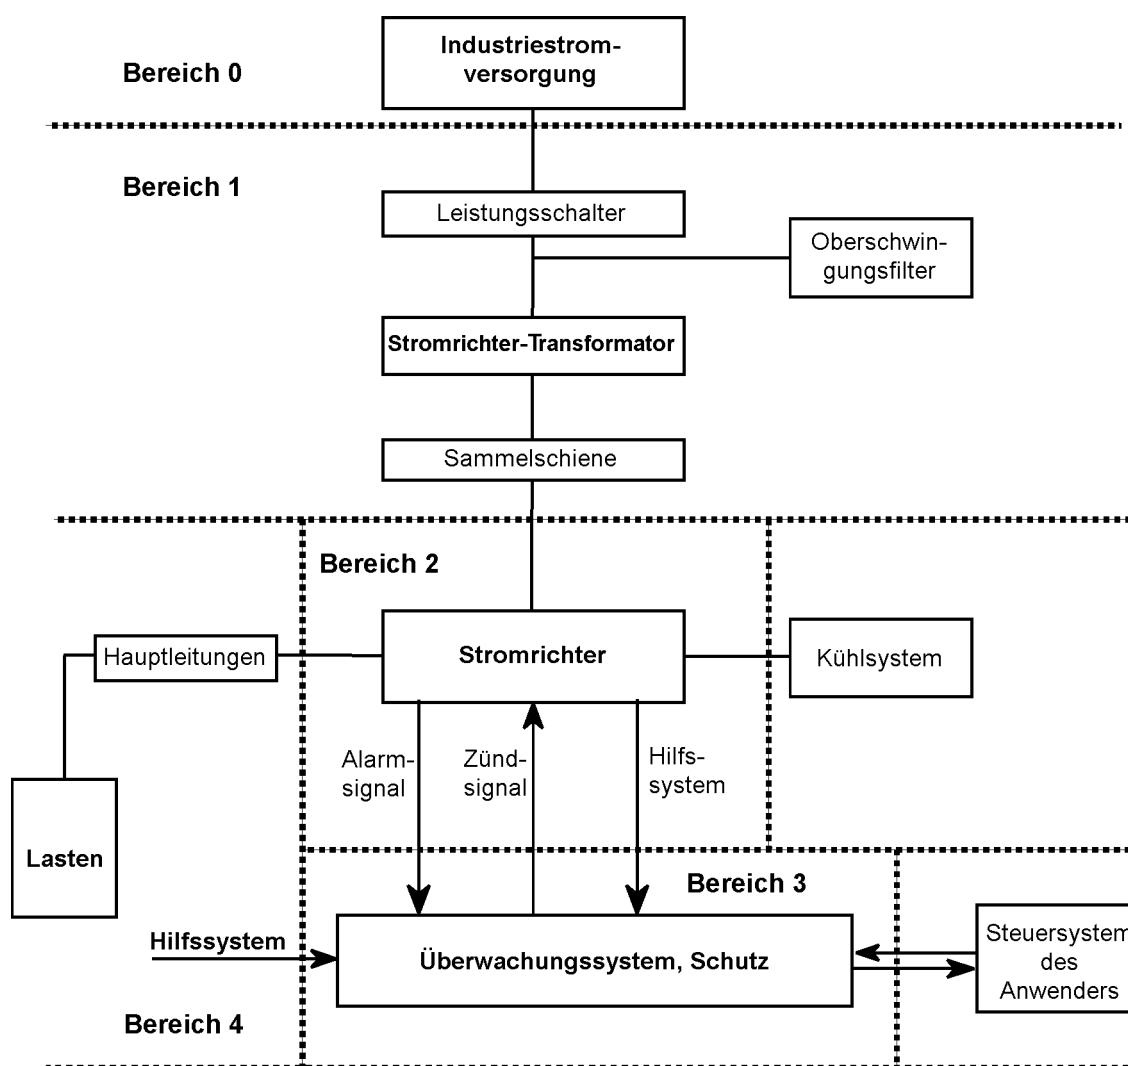 Industriestrom-
versorgung
Bereich 0
Bereich 1
Leistungsschalter
Oberschwin-
gungsfilter
Stromrichter-Transformator
Sammelschiene
Bereich 2
Hauptleitungen
Stromrichter
Kühlsystem
Alarm-
signal
Zünd-
signal
Hilfs-
system
Lasten
Bereich 3
Hilfssystem
Überwachungssystem, Schutz
Steuersystem
des
Anwenders
Bereich 4